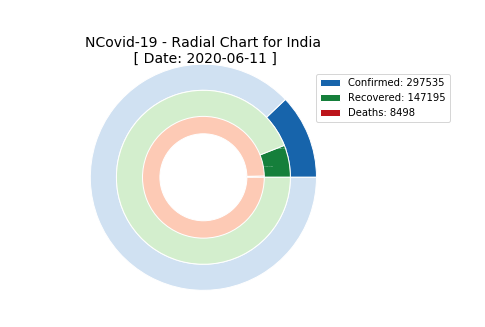 NCovid-19 - Radial Chart for India
[ Date: 2020-06-11 ]
Confirmed: 297535
Recovered: 147195
Deaths: 8498